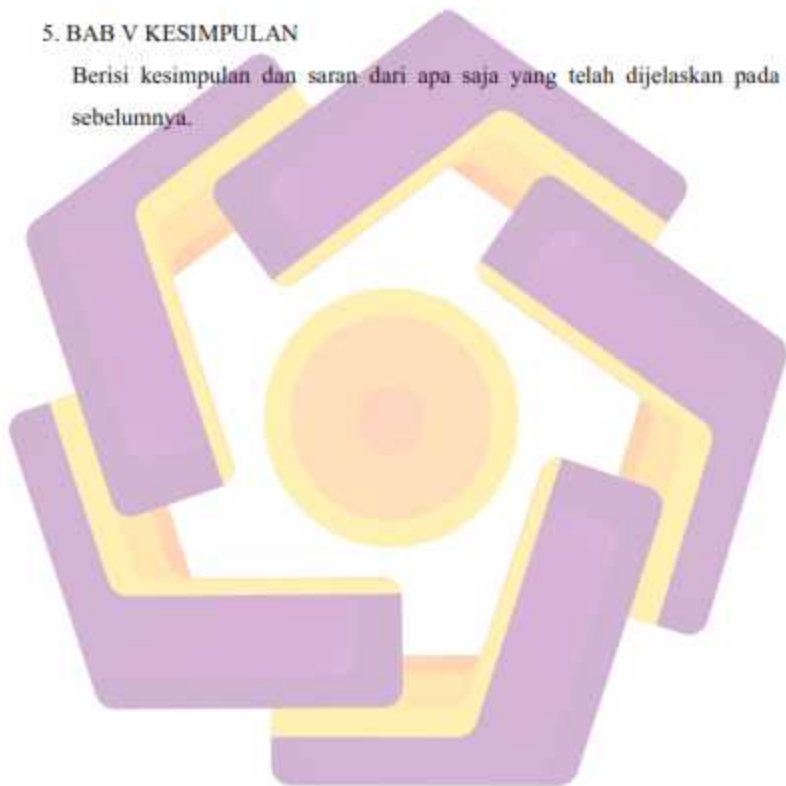 5. BAB V KESIMPULAN
Berisi kesimpulan dan saran dari apa saja yang telah dijelaskan pada
sebelumnya.